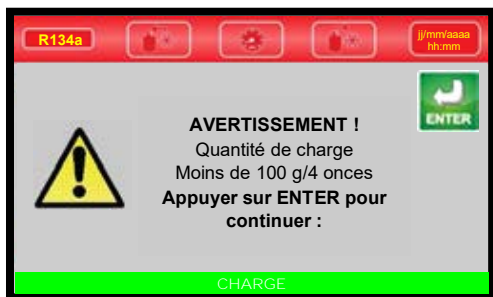 R134a
jj/mm/aaaa
hh:mm
ENTER
AVERTISSEMENT !
Quantité de charge
Moins de 100 g/4 onces
Appuyer sur ENTER pour
continuer :
CHARGE